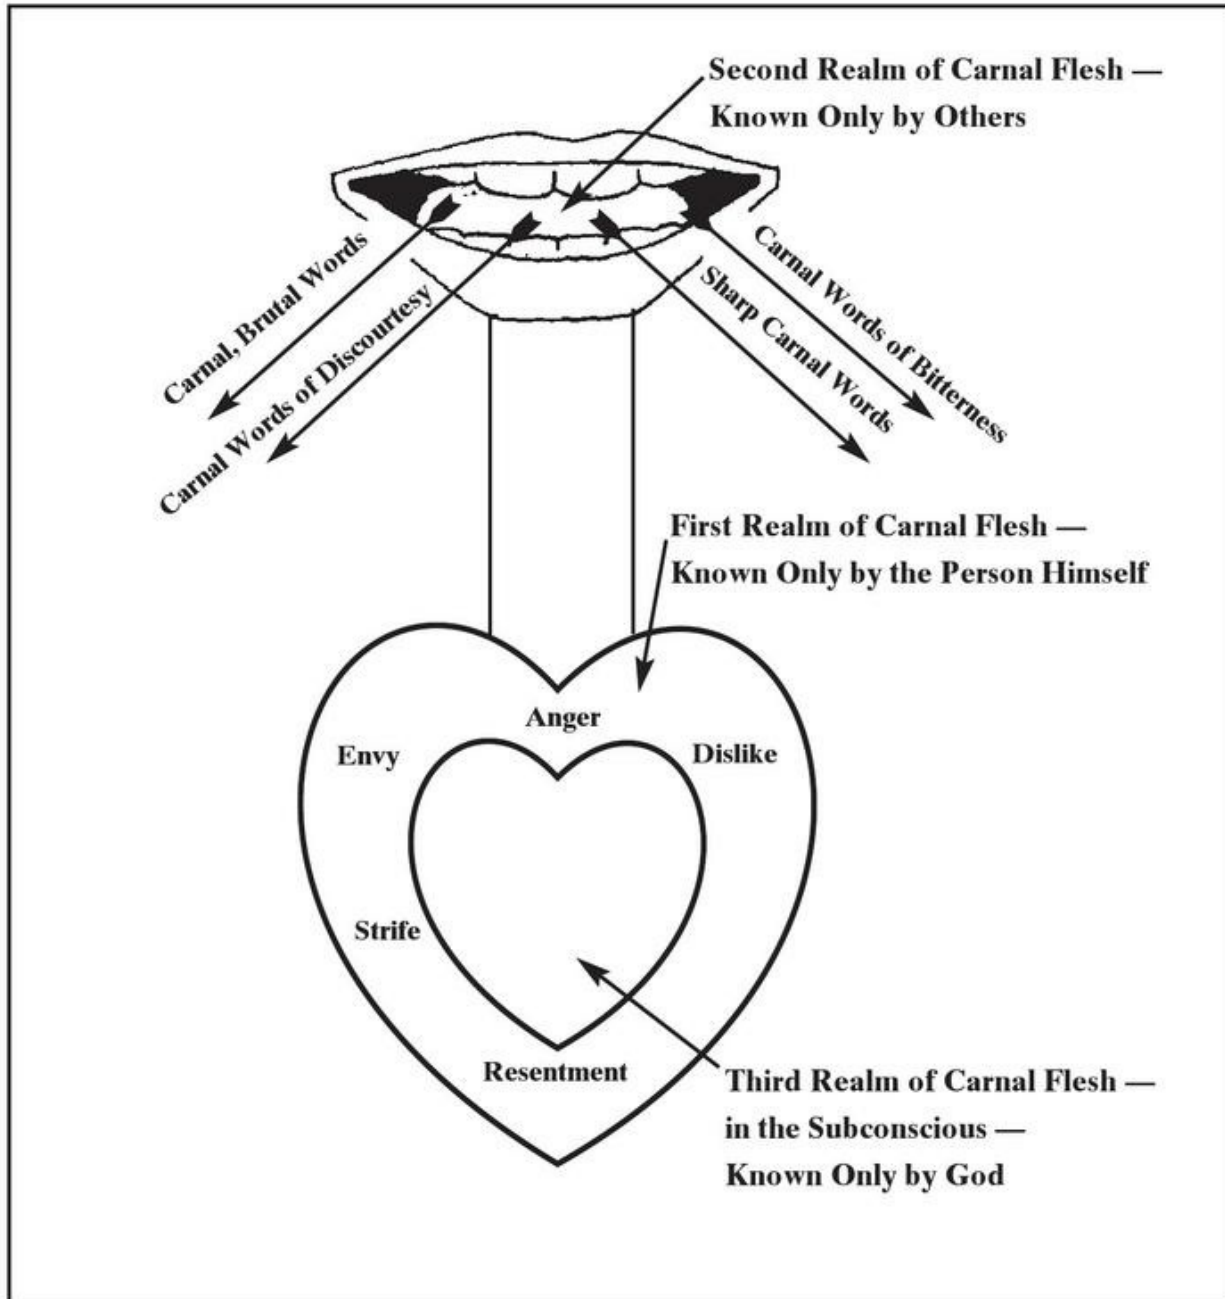 Second Realm of Carnal Flesh —
Known Only by Others
Carnal, Brutal Words
Carnal Words of Discourtesy
Sharp Carnal Words
Carnal Words of Bitterness
First Realm of Carnal Flesh —
Known Only by the Person Himself
Anger
Envy
Dislike
Strife
Resentment
Third Realm of Carnal Flesh —
in the Subconscious —
Known Only by God